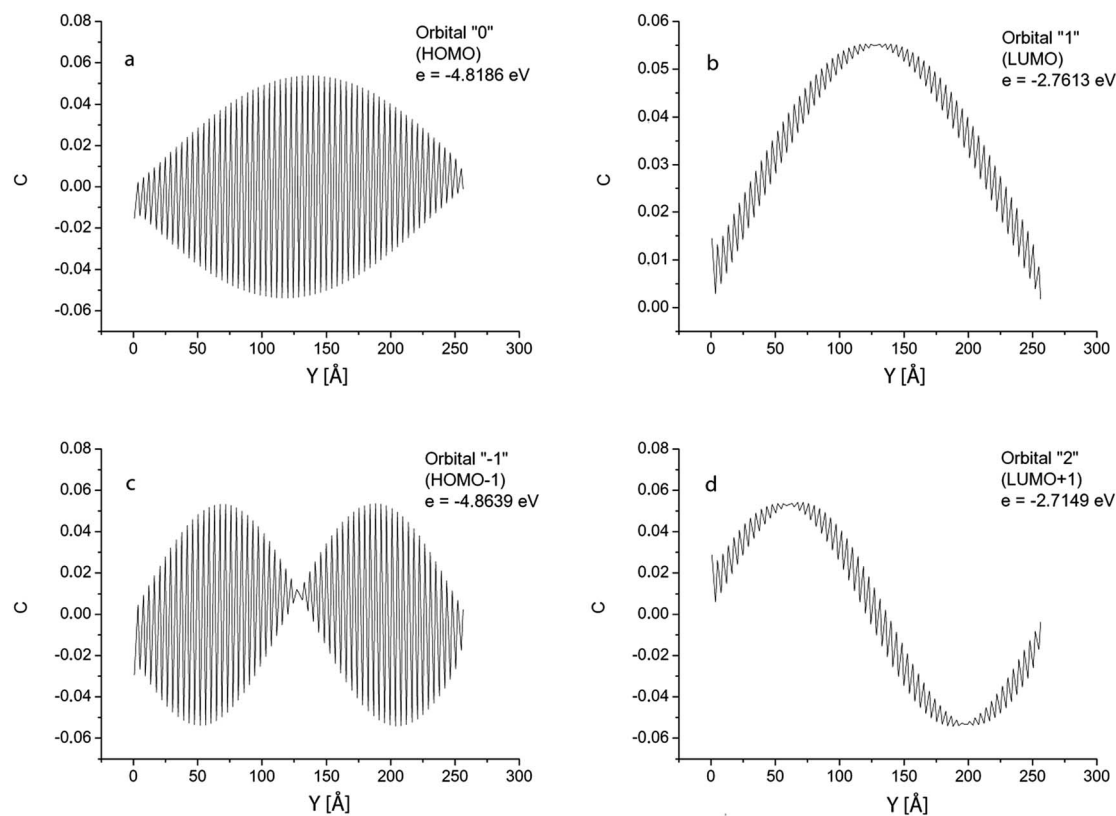 a
Orbital "0"
(HOMO)
e = -4.8186 eV
0.08
0.06
0.04
0.02
0.00
-0.02
-0.04
-0.06
C
0 50 100 150 200 250 300
Y [Å]
b
Orbital "1"
(LUMO)
e = -2.7613 eV
0.06
0.05
0.04
0.03
0.02
0.01
0.00
C
0 50 100 150 200 250 300
Y [Å]
c
Orbital "-1"
(HOMO-1)
e = -4.8639 eV
0.08
0.06
0.04
0.02
0.00
-0.02
-0.04
-0.06
C
0 50 100 150 200 250 300
Y [Å]
d
Orbital "2"
(LUMO+1)
e = -2.7149 eV
0.08
0.06
0.04
0.02
0.00
-0.02
-0.04
-0.06
C
0 50 100 150 200 250 300
Y [Å]